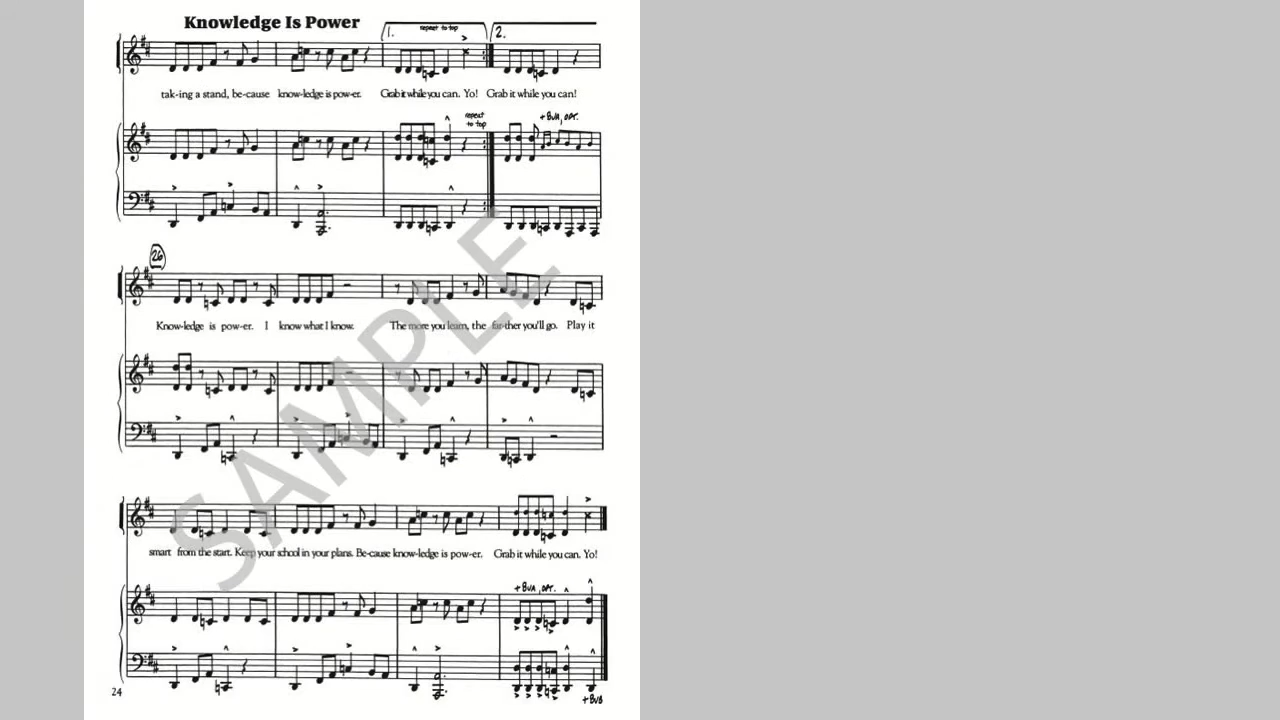 Knowledge Is Power
1. repeat to top 2.
tak-ing a stand, be-cause know-ledge is pow-er. Grab it while you can. Yo! Grab it while you can!
repeat to top
+ 8VA, OPT.
26
Know-ledge is pow-er. I know what I know. The more you learn, the far-ther you'll go. Play it
SAMPLE
smart from the start. Keep your school in your plans. Be-cause know-ledge is pow-er. Grab it while you can. Yo!
+ 8VA, OPT.
24
+ 8VB